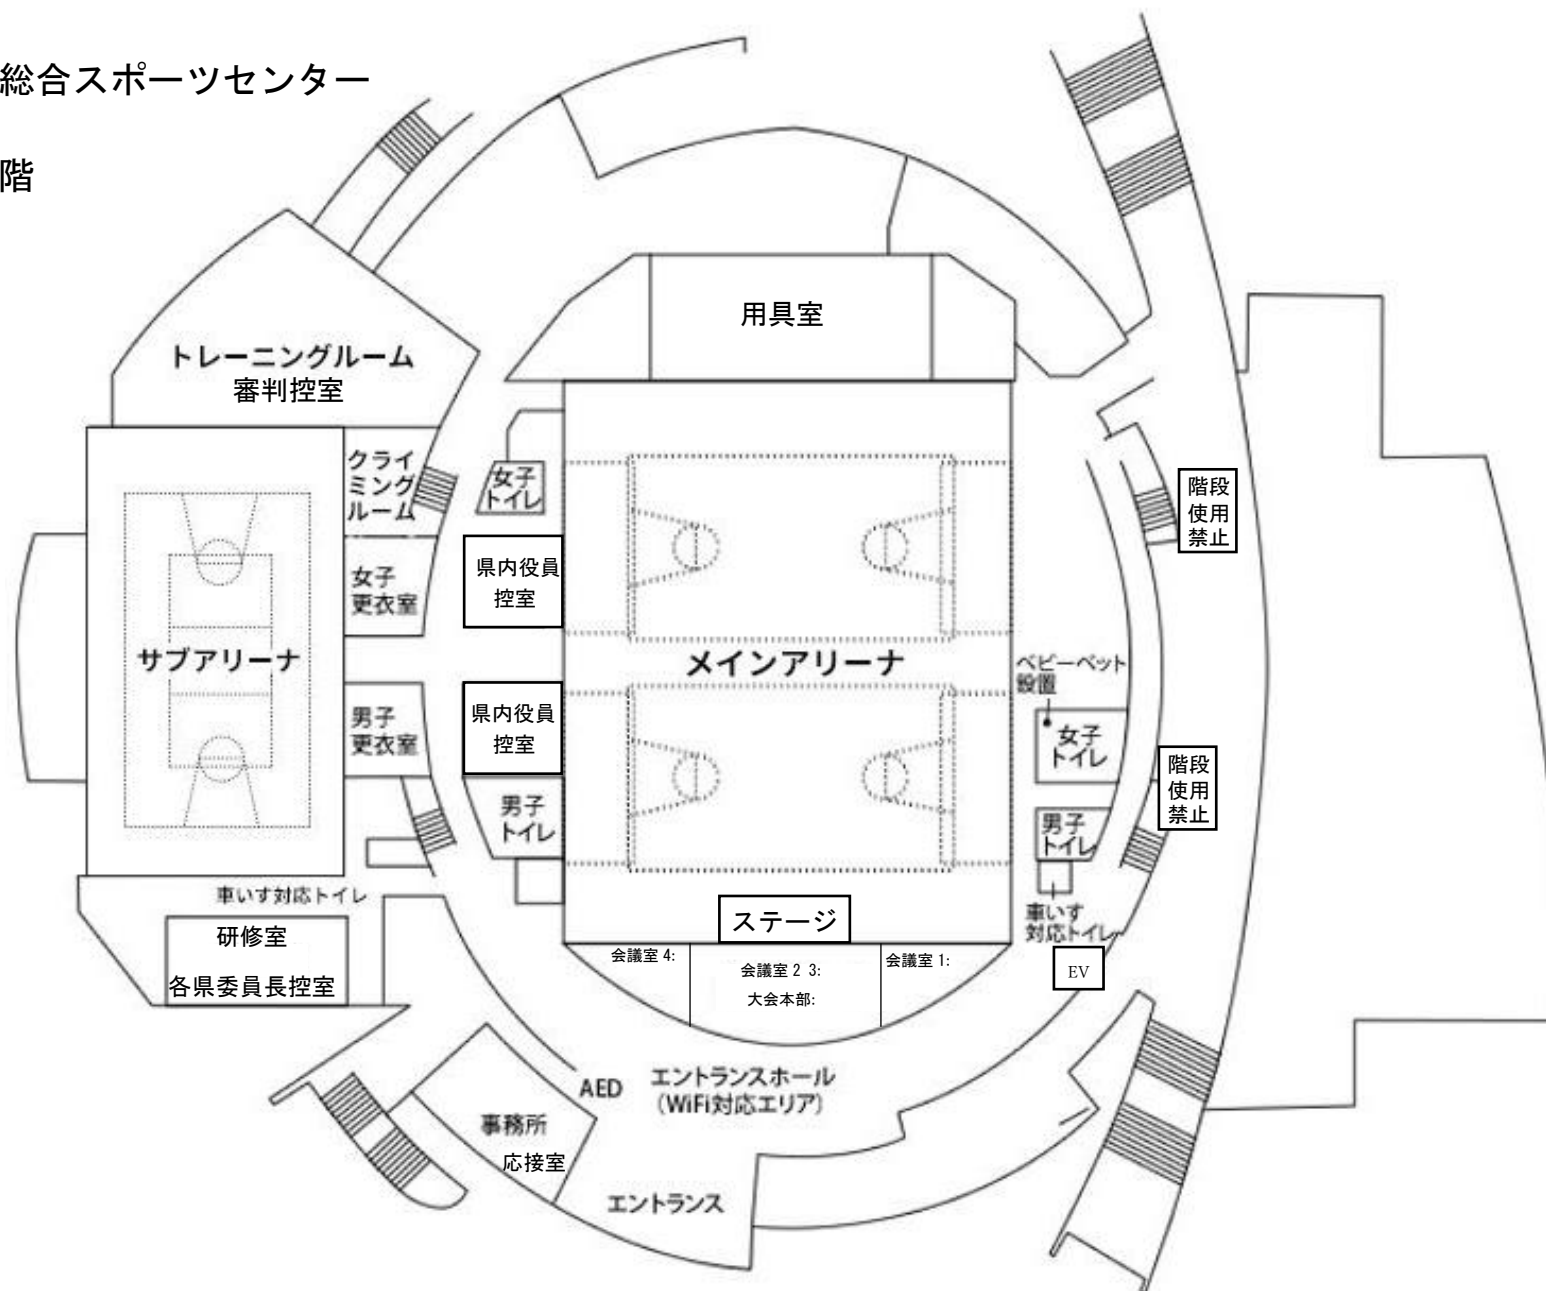 総合スポーツセンター
階
用具室
トレーニングルーム
審判控室
クライ
ミング
ルーム
女子
トイレ
階段
使用
禁止
県内役員
控室
女子
更衣室
サブアリーナ
メインアリーナ
ベビーベット
設置
県内役員
控室
男子
更衣室
女子
トイレ
階段
使用
禁止
男子
トイレ
男子
トイレ
車いす対応トイレ
車いす
対応トイレ
ステージ
研修室
各県委員長控室
会議室 4:
会議室 2 3:
大会本部:
会議室 1:
EV
AED
エントランスホール
(WiFi対応エリア)
事務所
応接室
エントランス